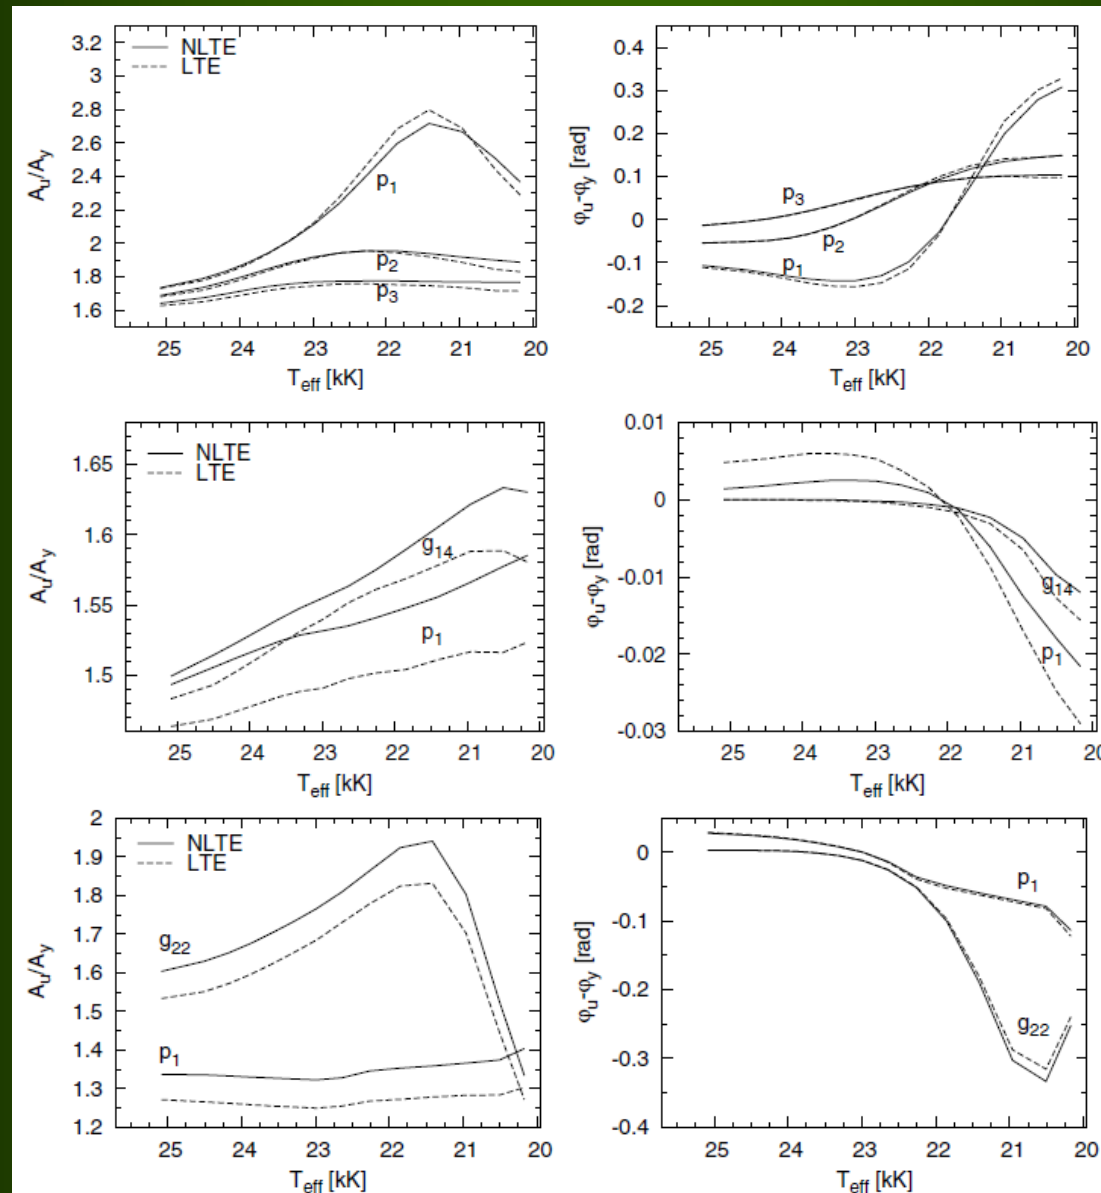 NLTE
LTE
3.2
3
2.8
2.6
2.4
2.2
2
1.8
1.6
A_u/A_y
p_1
p_2
p_3
25 24 23 22 21 20
T_eff [kK]
0.4
0.3
0.2
0.1
0
-0.1
-0.2
φ_u-φ_y [rad]
p_3
p_2
p_1
25 24 23 22 21 20
T_eff [kK]
NLTE
LTE
1.65
1.6
1.55
1.5
A_u/A_y
g_14
p_1
25 24 23 22 21 20
T_eff [kK]
0.01
0
-0.01
-0.02
-0.03
φ_u-φ_y [rad]
g_14
p_1
25 24 23 22 21 20
T_eff [kK]
NLTE
LTE
2
1.9
1.8
1.7
1.6
1.5
1.4
1.3
1.2
A_u/A_y
g_22
p_1
25 24 23 22 21 20
T_eff [kK]
0
-0.1
-0.2
-0.3
-0.4
φ_u-φ_y [rad]
p_1
g_22
25 24 23 22 21 20
T_eff [kK]